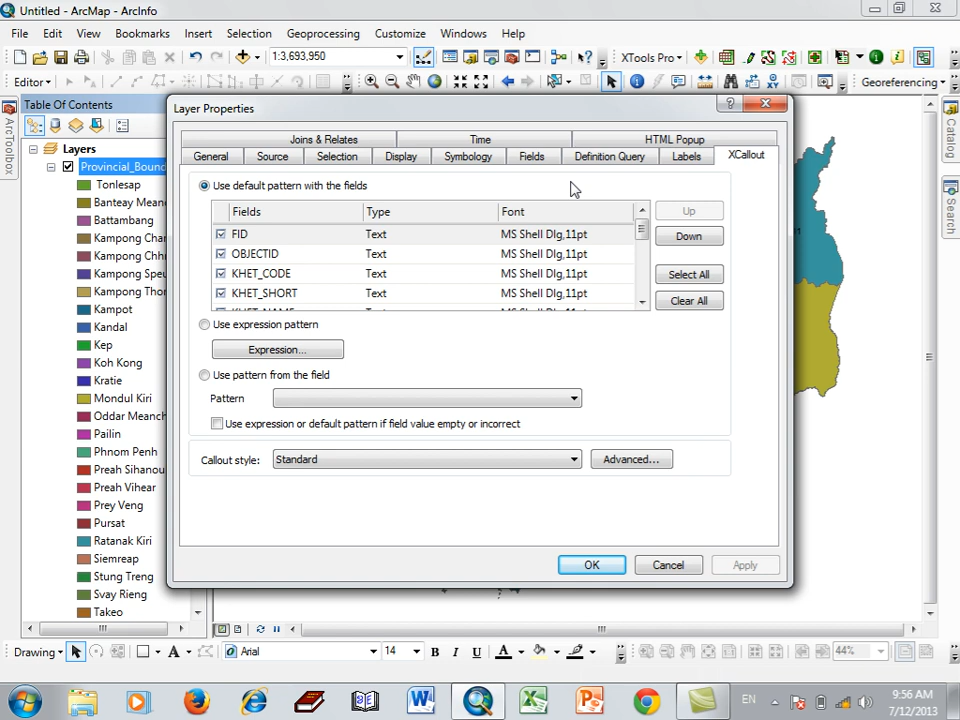 Untitled - ArcMap - ArcInfo
File Edit View Bookmarks Insert Selection Geoprocessing Customize Windows Help
1:3,693,950 XTools Pro
Editor Georeferencing
Table Of Contents
ArcToolbox
Layers
Provincial_Bound
Tonlesap
Banteay Mean
Battambang
Kampong Cha
Kampong Chh
Kampong Speu
Kampong Tho
Kampot
Kandal
Kep
Koh Kong
Kratie
Mondul Kiri
Oddar Meanch
Pailin
Phnom Penh
Preah Sihanou
Preah Vihear
Prey Veng
Pursat
Ratanak Kiri
Siemreap
Stung Treng
Svay Rieng
Takeo
Layer Properties
Joins & Relates Time HTML Popup
General Source Selection Display Symbology Fields Definition Query Labels XCallout
Use default pattern with the fields
Fields Type Font
FID Text MS Shell Dlg,11pt
OBJECTID Text MS Shell Dlg,11pt
KHET_CODE Text MS Shell Dlg,11pt
KHET_SHORT Text MS Shell Dlg,11pt
Up
Down
Select All
Clear All
Use expression pattern
Expression...
Use pattern from the field
Pattern
Use expression or default pattern if field value empty or incorrect
Callout style: Standard Advanced...
OK Cancel Apply
Catalog
Search
Drawing Arial 14 B I U A 44%
EN 9:56 AM
7/12/2013